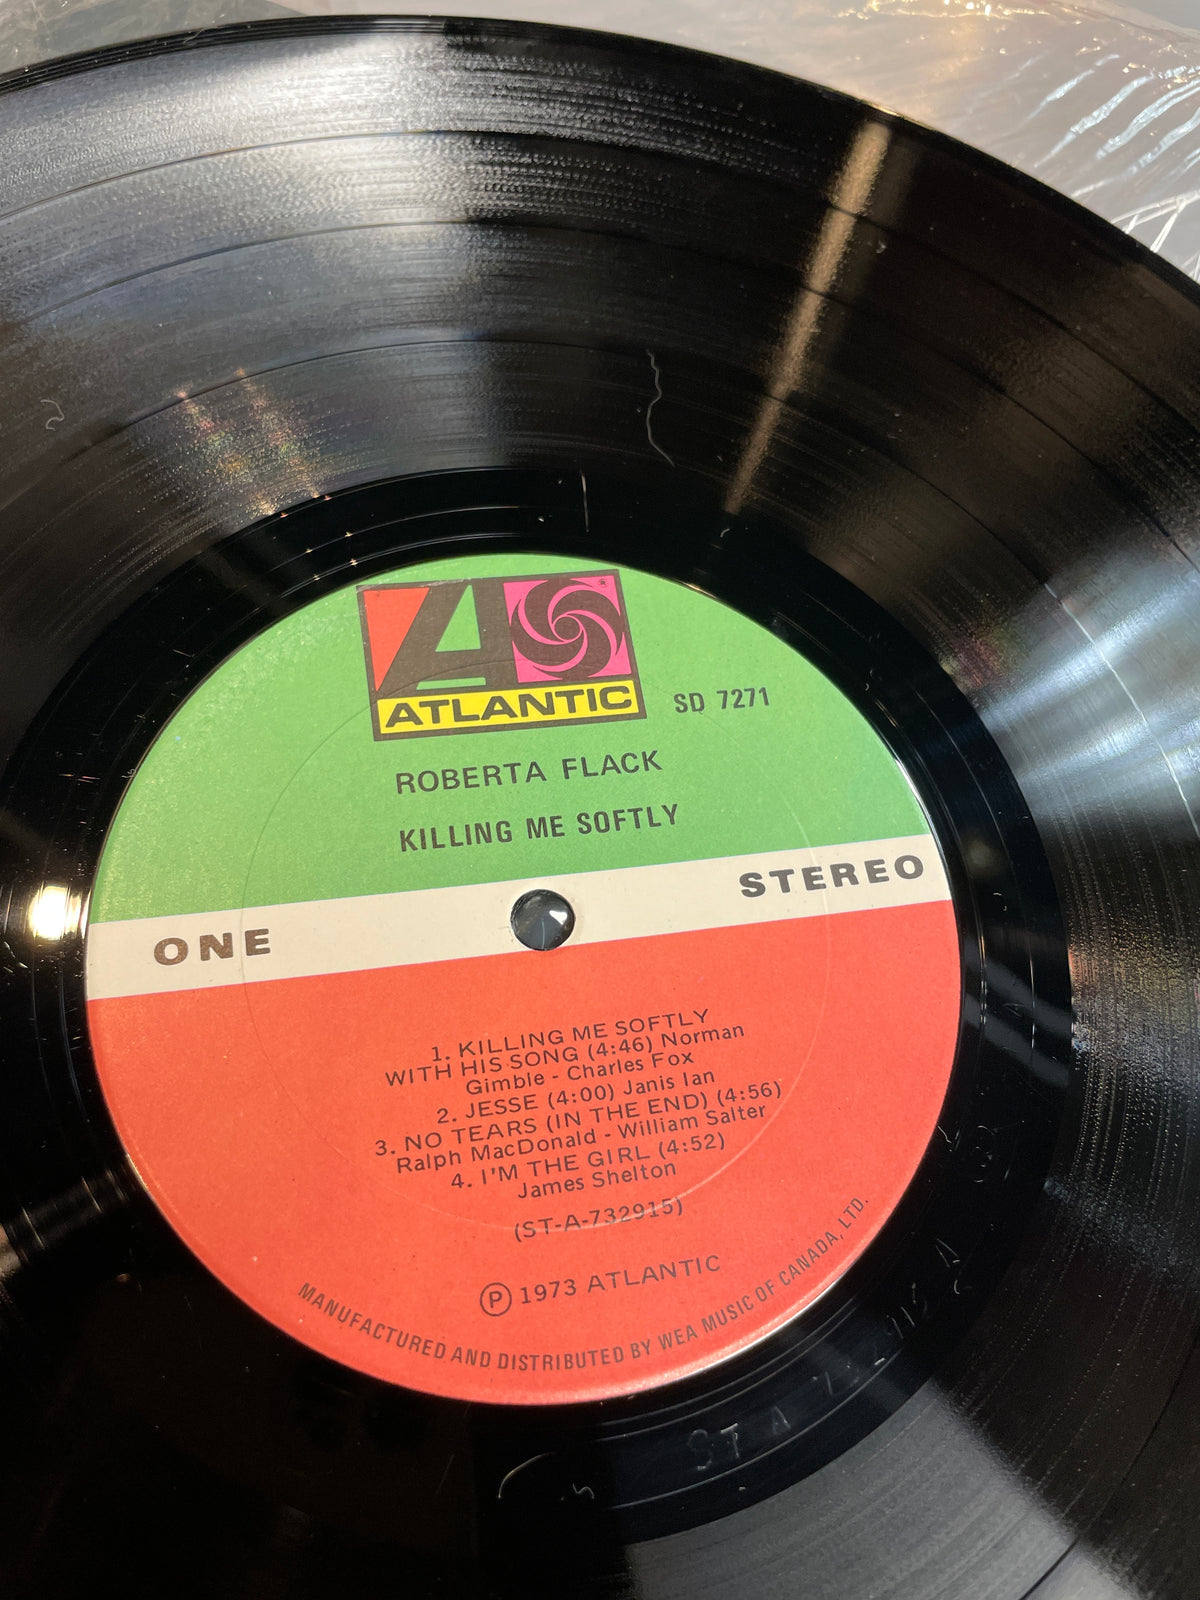 ATLANTIC
®
SD 7271
ROBERTA FLACK
KILLING ME SOFTLY
STEREO
ONE
1. KILLING ME SOFTLY
WITH HIS SONG (4:46) Norman
Gimble - Charles Fox
2. JESSE (4:00) Janis Ian
3. NO TEARS (IN THE END) (4:56)
Ralph MacDonald - William Salter
4. I'M THE GIRL (4:52)
James Shelton
(ST-A-732915)
Ⓟ 1973 ATLANTIC
MANUFACTURED AND DISTRIBUTED BY WEA MUSIC OF CANADA, LTD.
ST A